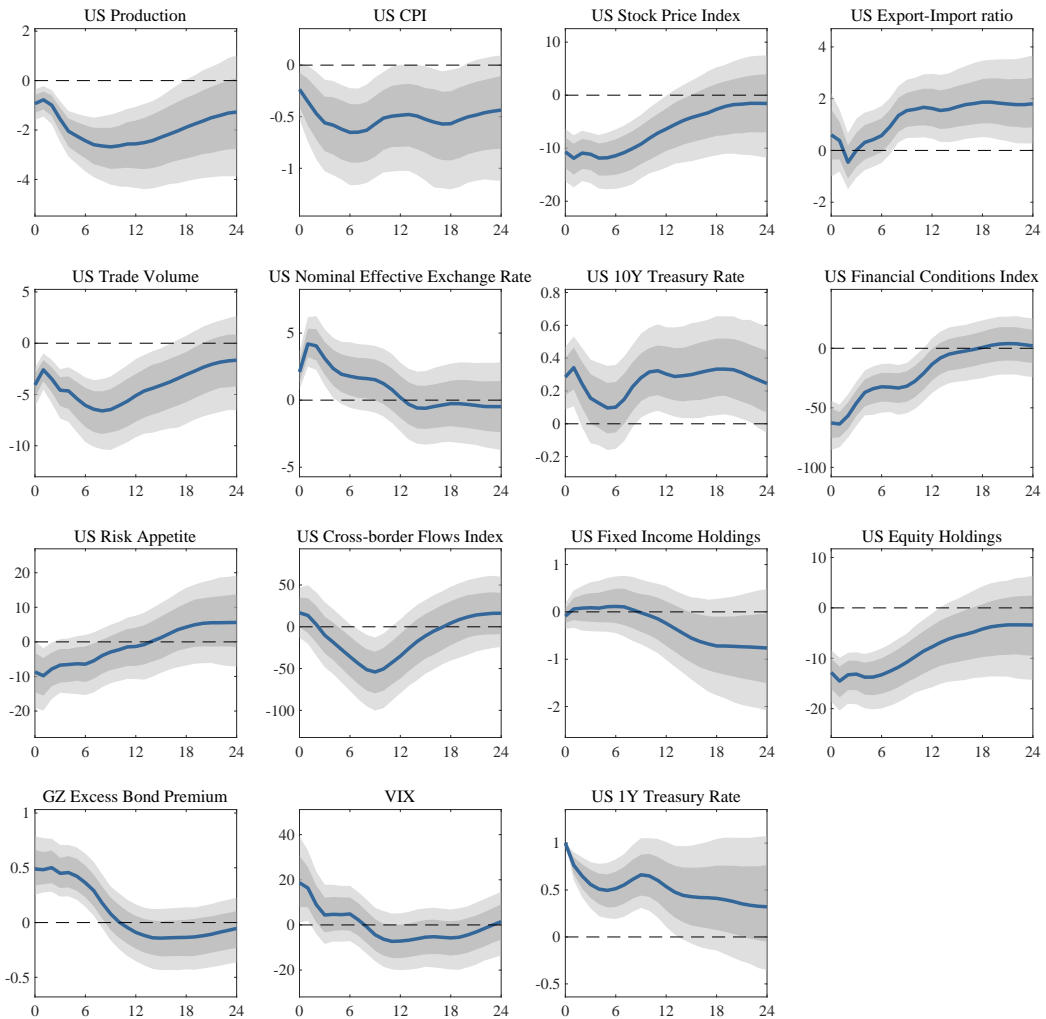 US Production
2
0
-2
-4
0 6 12 18 24
US CPI
0
-0.5
-1
0 6 12 18 24
US Stock Price Index
10
0
-10
-20
0 6 12 18 24
US Export-Import ratio
4
2
0
-2
0 6 12 18 24
US Trade Volume
5
0
-5
-10
0 6 12 18 24
US Nominal Effective Exchange Rate
5
0
-5
0 6 12 18 24
US 10Y Treasury Rate
0.8
0.6
0.4
0.2
0
-0.2
0 6 12 18 24
US Financial Conditions Index
50
0
-50
-100
0 6 12 18 24
US Risk Appetite
20
10
0
-10
-20
0 6 12 18 24
US Cross-border Flows Index
50
0
-50
-100
0 6 12 18 24
US Fixed Income Holdings
1
0
-1
-2
0 6 12 18 24
US Equity Holdings
10
0
-10
-20
0 6 12 18 24
GZ Excess Bond Premium
1
0.5
0
-0.5
0 6 12 18 24
VIX
40
20
0
-20
0 6 12 18 24
US 1Y Treasury Rate
1
0.5
0
-0.5
0 6 12 18 24